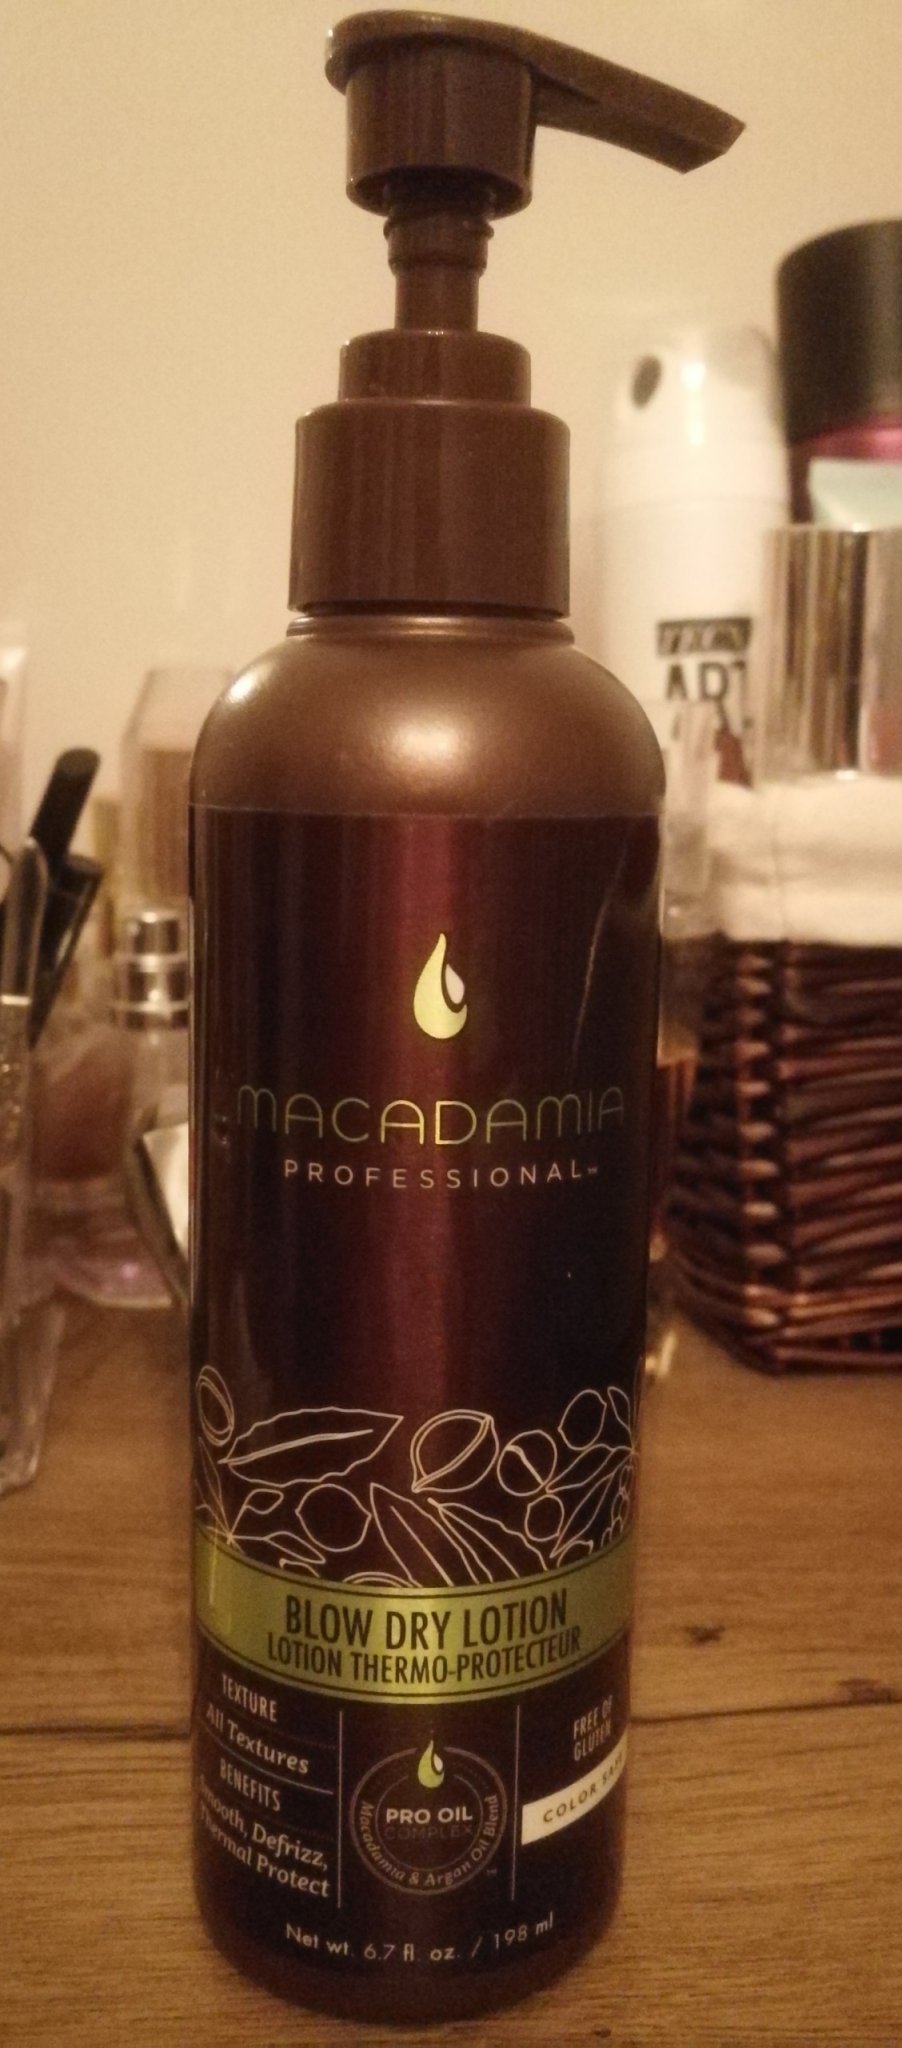 MACADAMIA
PROFESSIONAL
BLOW DRY LOTION
LOTION THERMO-PROTECTEUR
TEXTURE
All Textures
BENEFITS
Smooth, Defrizz,
Thermal Protect
PRO OIL
COMPLEX
Macadamia & Argan Oil Blend
FREE OF
GLUTEN
COLOR SAFE
Net wt. 6.7 fl. oz. / 198 ml
ART